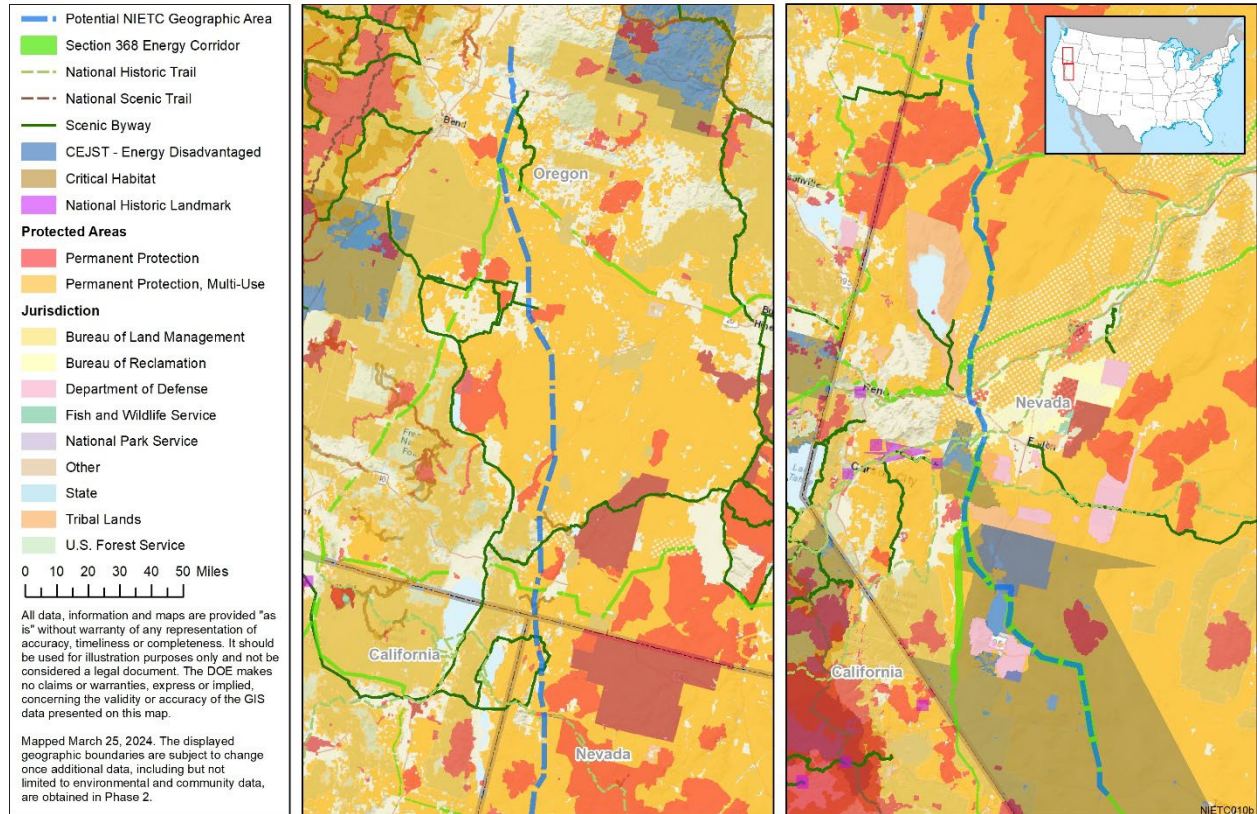 Potential NIETC Geographic Area
Section 368 Energy Corridor
National Historic Trail
National Scenic Trail
Scenic Byway
CEJST - Energy Disadvantaged
Critical Habitat
National Historic Landmark
Protected Areas
Permanent Protection
Permanent Protection, Multi-Use
Jurisdiction
Bureau of Land Management
Bureau of Reclamation
Department of Defense
Fish and Wildlife Service
National Park Service
Other
State
Tribal Lands
U.S. Forest Service
0 10 20 30 40 50 Miles
All data, information and maps are provided "as
is" without warranty of any representation of
accuracy, timeliness or completeness. It should
be used for illustration purposes only and not be
considered a legal document. The DOE makes
no claims or warranties, express or implied,
concerning the validity or accuracy of the GIS
data presented on this map.
Mapped March 25, 2024. The displayed
geographic boundaries are subject to change
once additional data, including but not
limited to environmental and community data,
are obtained in Phase 2.
Bend
Oregon
California
Nevada
Nevada
California
95
NIETC010b